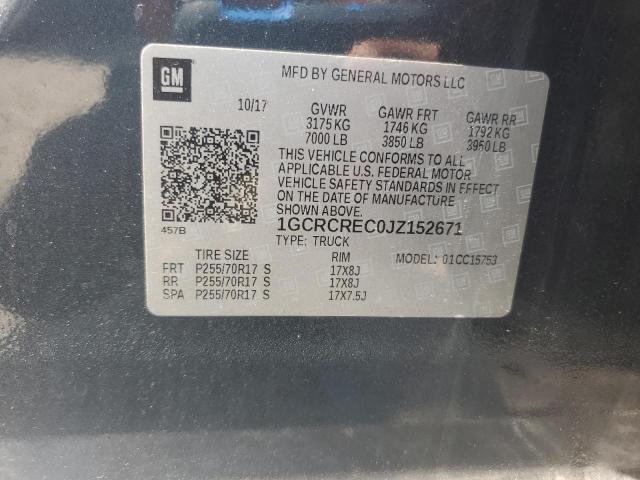 GM
MFD BY GENERAL MOTORS LLC
10/17 GVWR GAWR FRT GAWR RR
3175 KG 1746 KG 1792 KG
7000 LB 3850 LB 3950 LB
THIS VEHICLE CONFORMS TO ALL
APPLICABLE U.S. FEDERAL MOTOR
VEHICLE SAFETY STANDARDS IN EFFECT
ON THE DATE OF MANUFACTURE
SHOWN ABOVE.
457B
1GCRCREC0JZ152671
TYPE: TRUCK
TIRE SIZE RIM MODEL: 01CC15753
FRT P255/70R17 S 17X8J
RR P255/70R17 S 17X8J
SPA P255/70R17 S 17X7.5J